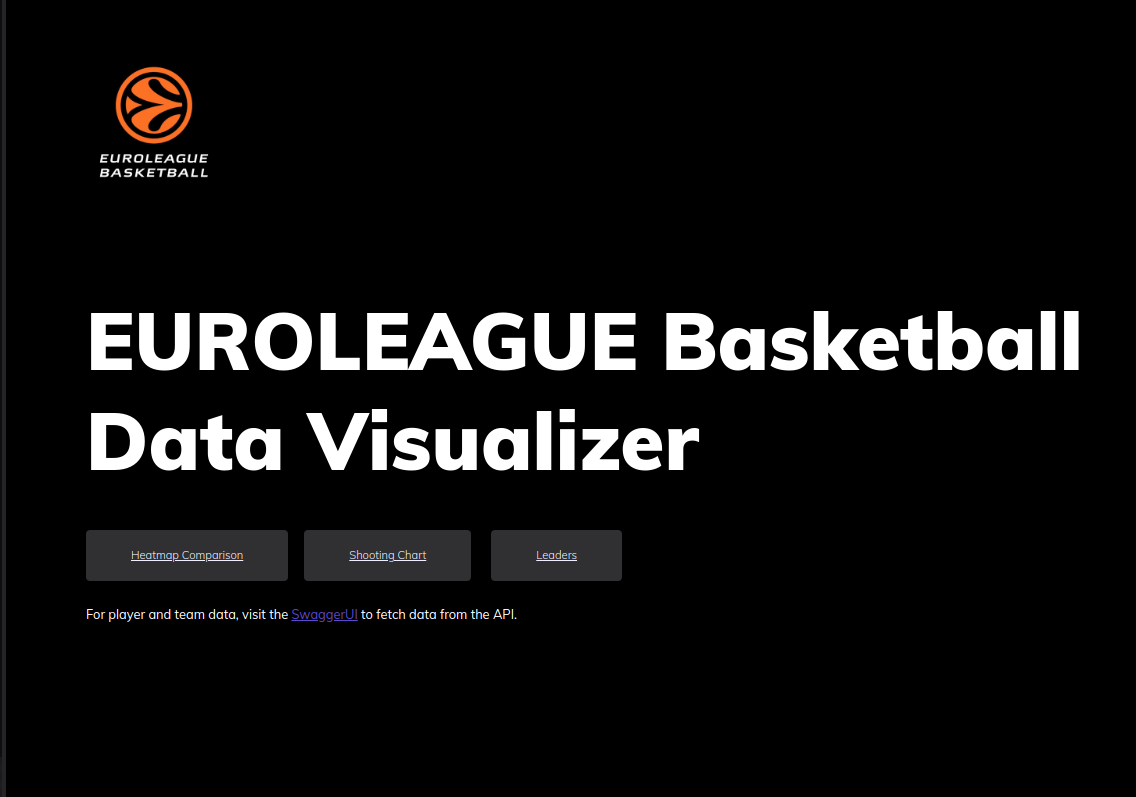 EUROLEAGUE
BASKETBALL
EUROLEAGUE Basketball
Data Visualizer
Heatmap Comparison
Shooting Chart
Leaders
For player and team data, visit the SwaggerUI to fetch data from the API.